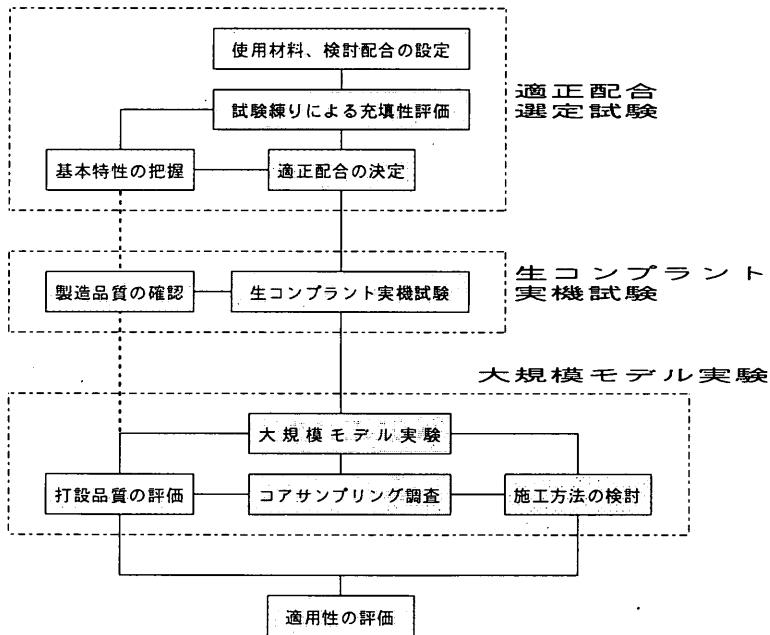 使用材料、検討配合の設定
適正配合
選定試験
試験練りによる充填性評価
基本特性の把握
適正配合の決定
生コンプラント
実機試験
製造品質の確認
生コンプラント実機試験
大規模モデル実験
大規模モデル実験
打設品質の評価
コアサンプリング調査
施工方法の検討
適用性の評価